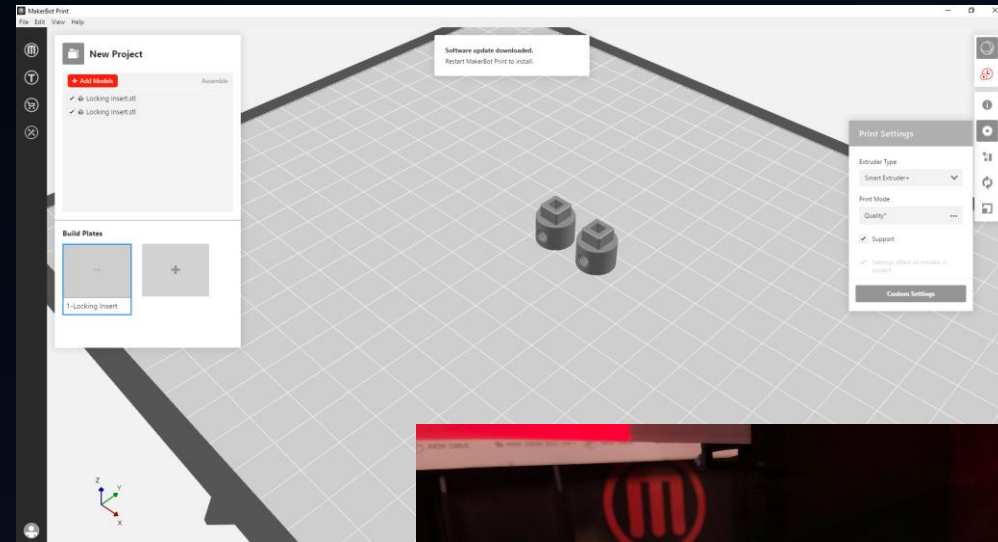 MakerBot Print
File Edit View Help
New Project
+ Add Models
Assemble
Locking Insert.stl
Locking Insert.stl
Build Plates
1-Locking Insert
Software update downloaded.
Restart MakerBot Print to install.
Print Settings
Extruder Type
Smart Extruder+
Print Mode
Quality*
Support
Settings affect all models in
project
Custom Settings
Z
Y
X